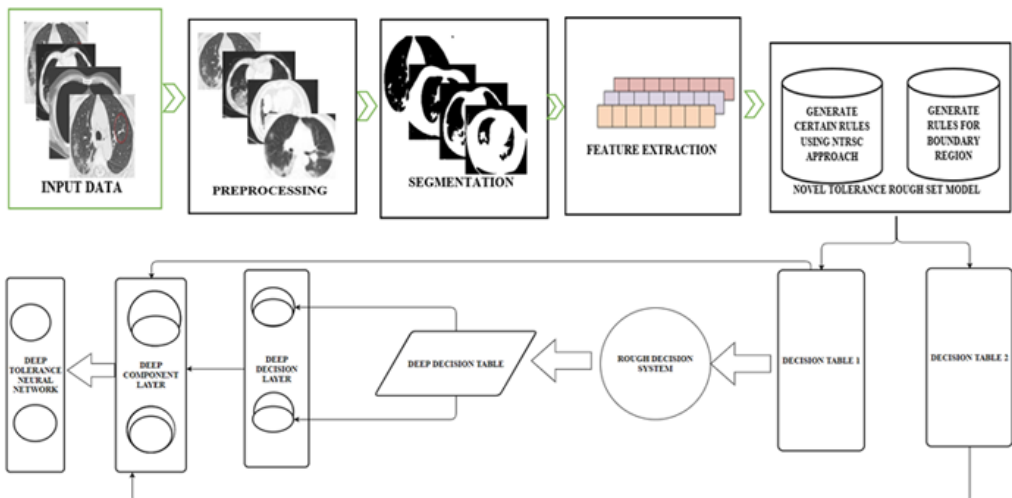 INPUT DATA
PREPROCESSING
SEGMENTATION
FEATURE EXTRACTION
GENERATE
CERTAIN RULES
USING NTRSC
APPROACH
GENERATE
RULES FOR
BOUNDARY
REGION
NOVEL TOLERANCE ROUGH SET MODEL
DEEP
TOLERANCE
NEURAL
NETWORK
DEEP
COMPONENT
LAYER
DEEP
DECISION
LAYER
DEEP DECISION TABLE
ROUGH DECISION
SYSTEM
DECISION TABLE 1
DECISION TABLE 2